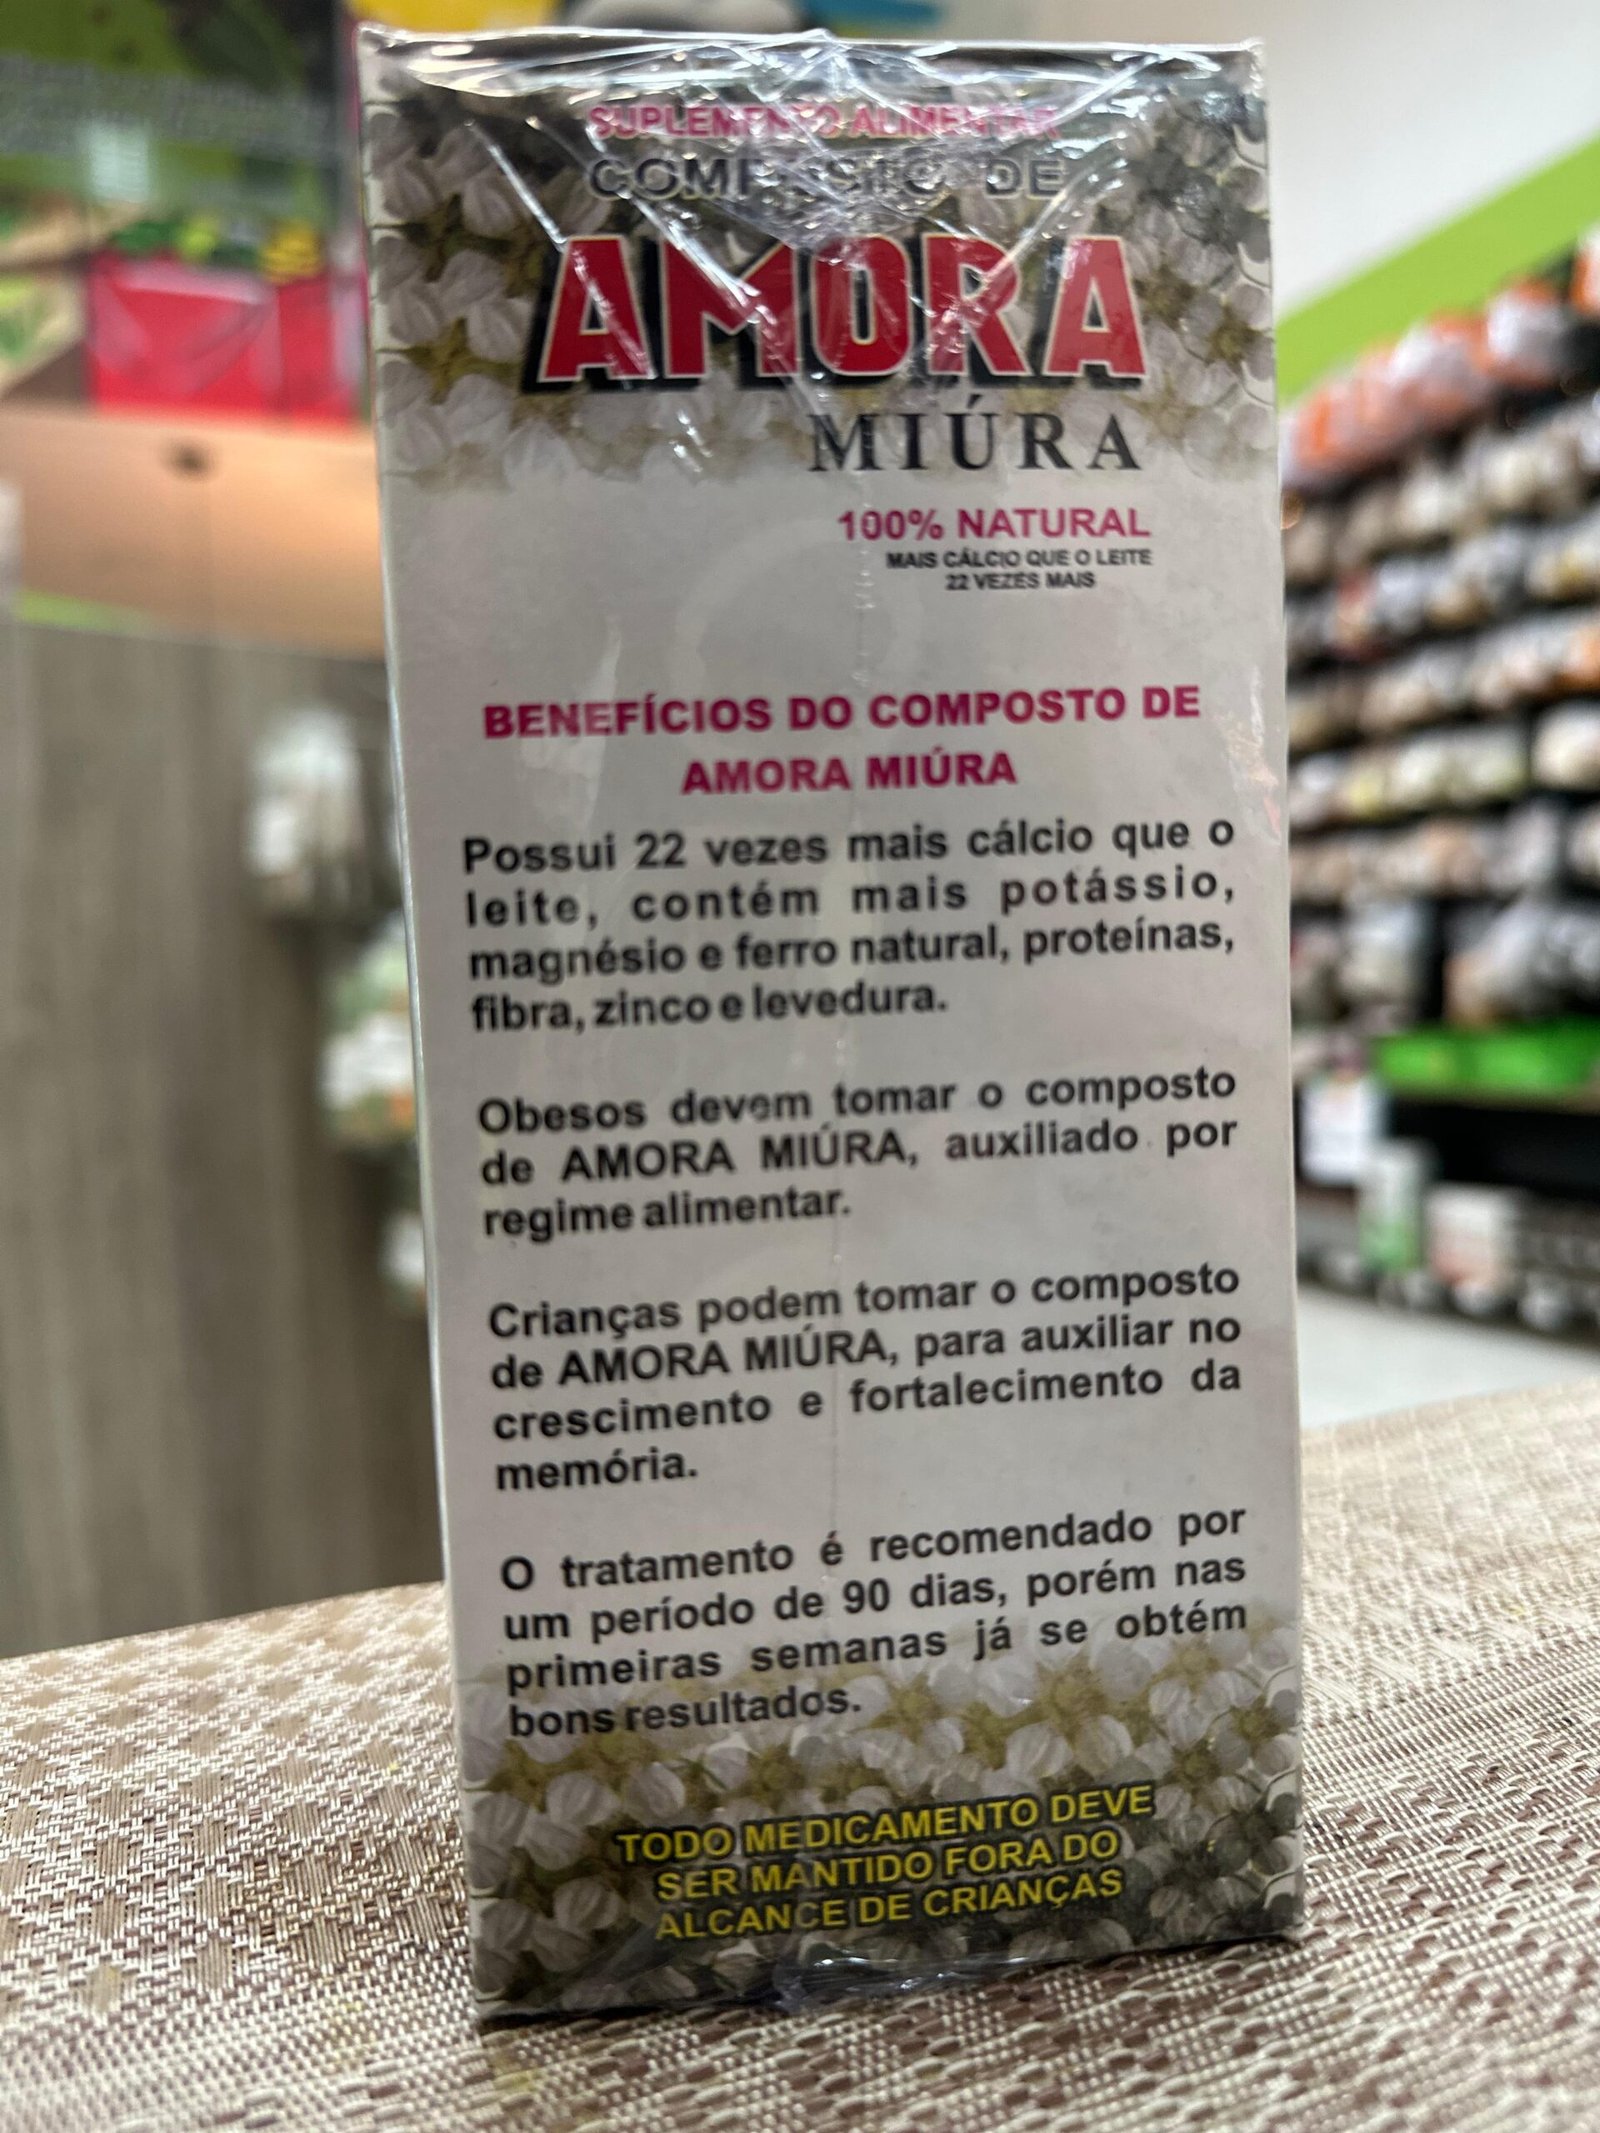 SUPLEMENTO ALIMENTAR
COMPOSTO DE
AMORA
MIÚRA
100% NATURAL
MAIS CÁLCIO QUE O LEITE
22 VEZES MAIS
BENEFÍCIOS DO COMPOSTO DE
AMORA MIÚRA
Possui 22 vezes mais cálcio que o
leite, contém mais potássio,
magnésio e ferro natural, proteínas,
fibra, zinco e levedura.
Obesos devem tomar o composto
de AMORA MIÚRA, auxiliado por
regime alimentar.
Crianças podem tomar o composto
de AMORA MIÚRA, para auxiliar no
crescimento e fortalecimento da
memória.
O tratamento é recomendado por
um período de 90 dias, porém nas
primeiras semanas já se obtém
bons resultados.
TODO MEDICAMENTO DEVE
SER MANTIDO FORA DO
ALCANCE DE CRIANÇAS